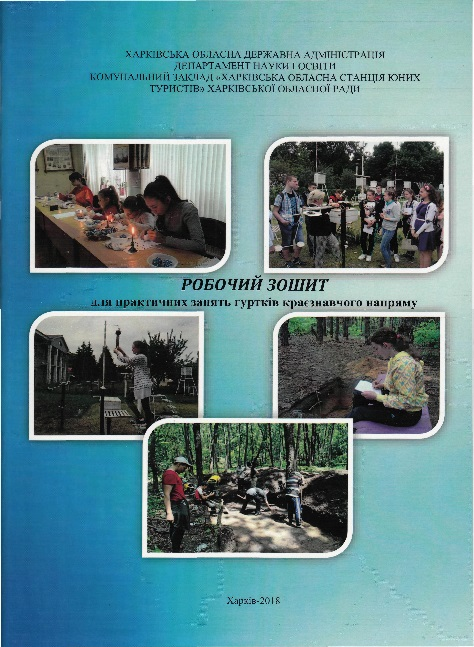 ХАРКІВСЬКА ОБЛАСНА ДЕРЖАВНА АДМІНІСТРАЦІЯ
ДЕПАРТАМЕНТ НАУКИ І ОСВІТИ
КОМУНАЛЬНИЙ ЗАКЛАД «ХАРКІВСЬКА ОБЛАСНА СТАНЦІЯ ЮНИХ
ТУРИСТІВ» ХАРКІВСЬКОЇ ОБЛАСНОЇ РАДИ
РОБОЧИЙ ЗОШИТ
для практичних занять гуртків краєзнавчого напряму
Харків-2018